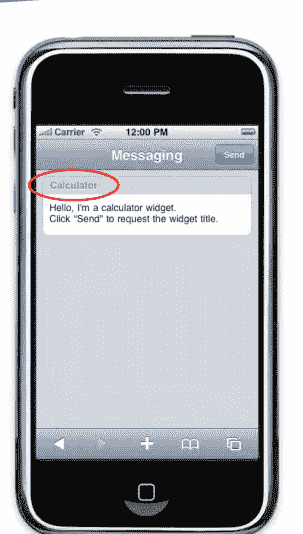 Carrier 12:00 PM
Messaging Send
Calculator
Hello, I'm a calculator widget.
Click "Send" to request the widget title.